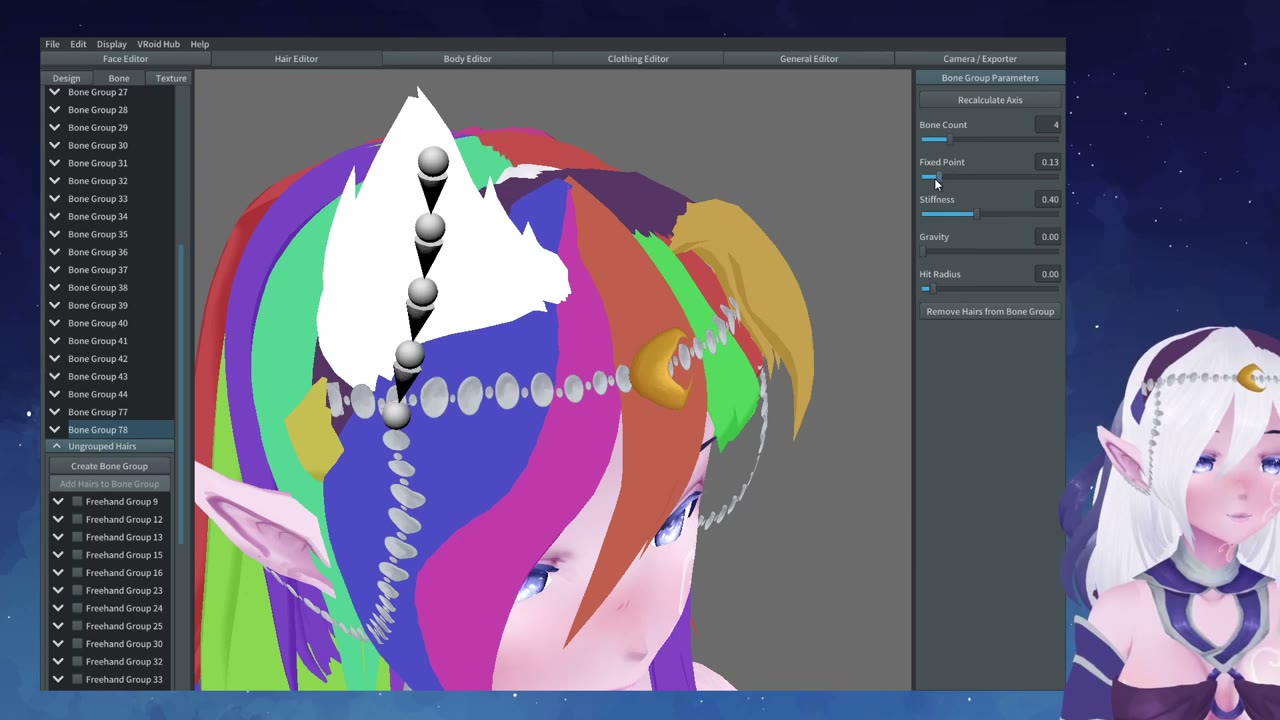 File Edit Display VRoid Hub Help
Face Editor Hair Editor Body Editor Clothing Editor General Editor Camera / Exporter
Design Bone Texture
Bone Group 27
Bone Group 28
Bone Group 29
Bone Group 30
Bone Group 31
Bone Group 32
Bone Group 33
Bone Group 34
Bone Group 35
Bone Group 36
Bone Group 37
Bone Group 38
Bone Group 39
Bone Group 40
Bone Group 41
Bone Group 42
Bone Group 43
Bone Group 44
Bone Group 77
Bone Group 78
Ungrouped Hairs
Create Bone Group
Add Hairs to Bone Group
Freehand Group 9
Freehand Group 12
Freehand Group 13
Freehand Group 15
Freehand Group 16
Freehand Group 23
Freehand Group 24
Freehand Group 25
Freehand Group 30
Freehand Group 32
Freehand Group 33
Bone Group Parameters
Recalculate Axis
Bone Count 4
Fixed Point 0.13
Stiffness 0.40
Gravity 0.00
Hit Radius 0.00
Remove Hairs from Bone Group